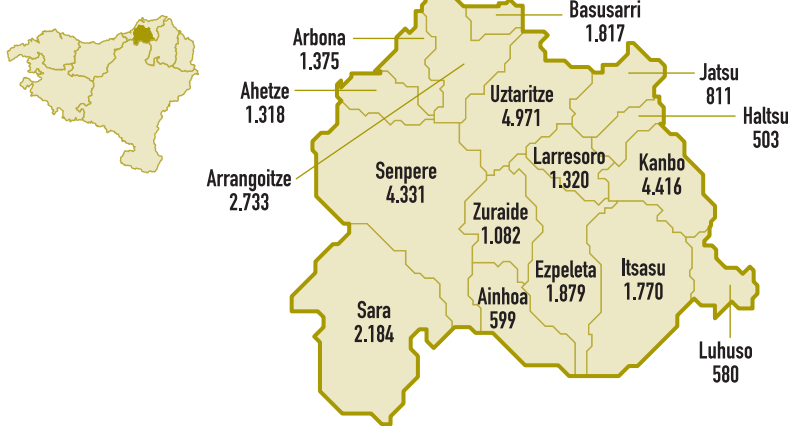 Basusarri
1.817
Arbona
1.375
Jatsu
811
Ahetze
1.318
Uztaritze
4.971
Haltsu
503
Larresoro
1.320
Kanbo
4.416
Arrangoitze
2.733
Senpere
4.331
Zuraide
1.082
Ezpeleta
1.879
Itsasu
1.770
Ainhoa
599
Sara
2.184
Luhuso
580